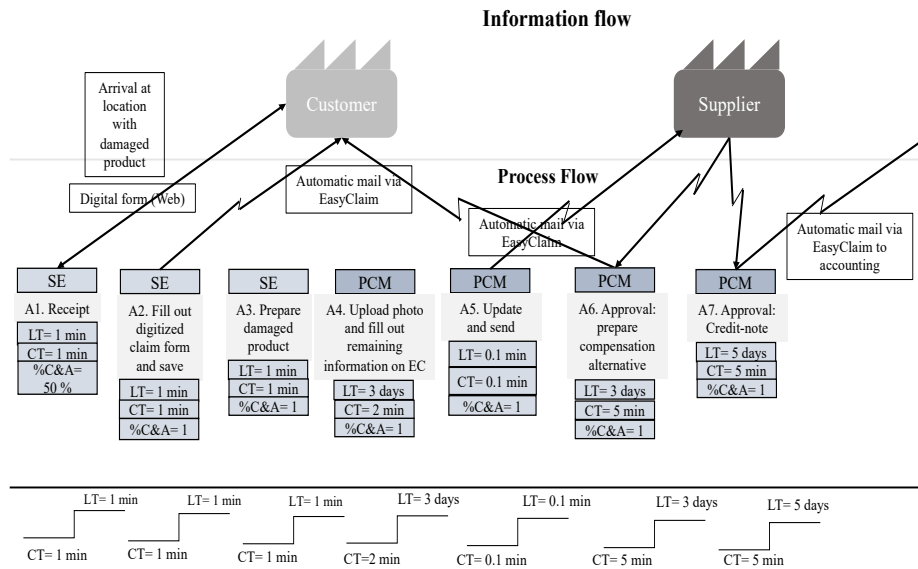 Information flow
Arrival at
location with
damaged
product
Customer
Supplier
Digital form (Web)
Automatic mail via
EasyClaim
Process Flow
Automatic mail via
EasyClaim
Automatic mail via
EasyClaim to
accounting
SE
A1. Receipt
LT= 1 min
CT= 1 min
%C&A=
50 %
SE
A2. Fill out
digitized
claim form
and save
LT= 1 min
CT= 1 min
%C&A= 1
SE
A3. Prepare
damaged
product
LT= 1 min
CT= 1 min
%C&A= 1
PCM
A4. Upload photo
and fill out
remaining
information on EC
LT= 3 days
CT= 2 min
%C&A= 1
PCM
A5. Update
and send
LT= 0.1 min
CT= 0.1 min
%C&A= 1
PCM
A6. Approval:
prepare
compensation
alternative
LT= 3 days
CT= 5 min
%C&A= 1
PCM
A7. Approval:
Credit-note
LT= 5 days
CT= 5 min
%C&A= 1
LT= 1 min
CT= 1 min
LT= 1 min
CT= 1 min
LT= 1 min
CT= 1 min
LT= 3 days
CT=2 min
LT= 0.1 min
CT= 0.1 min
LT= 3 days
CT= 5 min
LT= 5 days
CT= 5 min